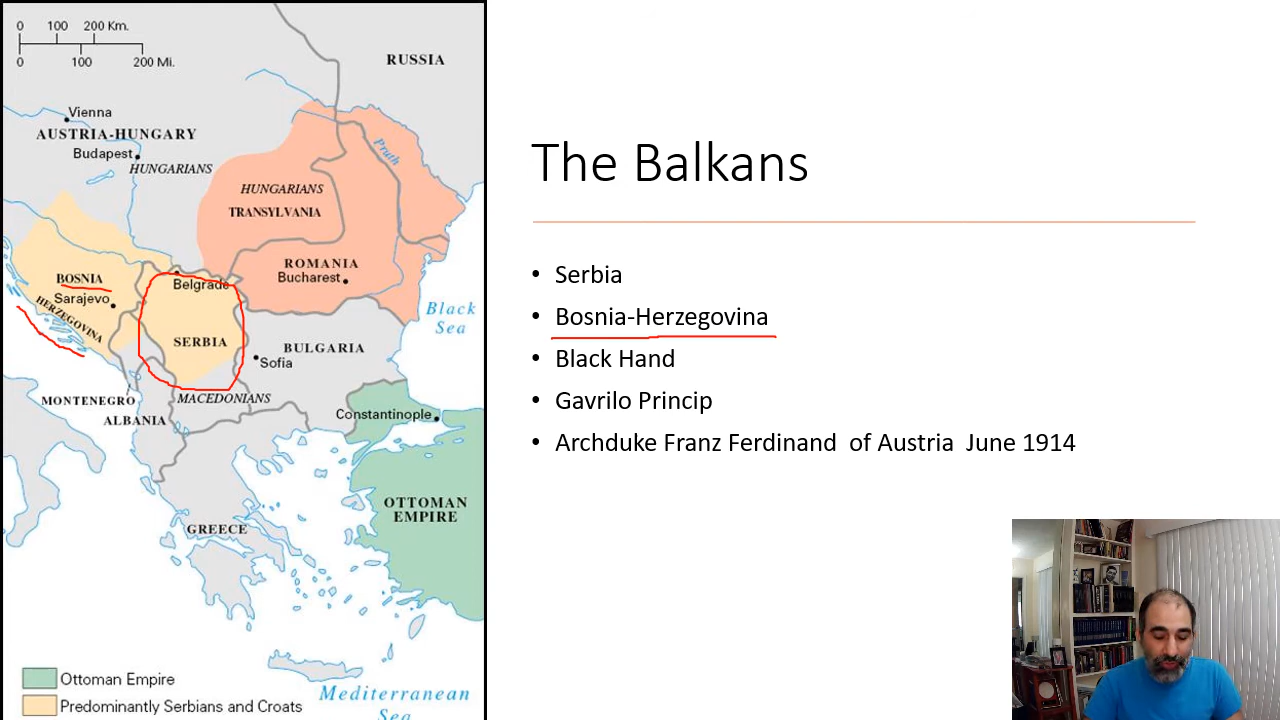 0 100 200 Km.
0 100 200 Mi.
RUSSIA
Vienna
AUSTRIA-HUNGARY
Budapest
HUNGARIANS
Pruth
HUNGARIANS
TRANSYLVANIA
ROMANIA
Bucharest
BOSNIA
Sarajevo
HERZEGOVINA
Belgrade
SERBIA
Black
Sea
BULGARIA
Sofia
MACEDONIANS
MONTENEGRO
ALBANIA
Constantinople
OTTOMAN
EMPIRE
GREECE
Ottoman Empire
Predominantly Serbians and Croats
Mediterranean
Sea
The Balkans
• Serbia
• Bosnia-Herzegovina
• Black Hand
• Gavrilo Princip
• Archduke Franz Ferdinand of Austria June 1914